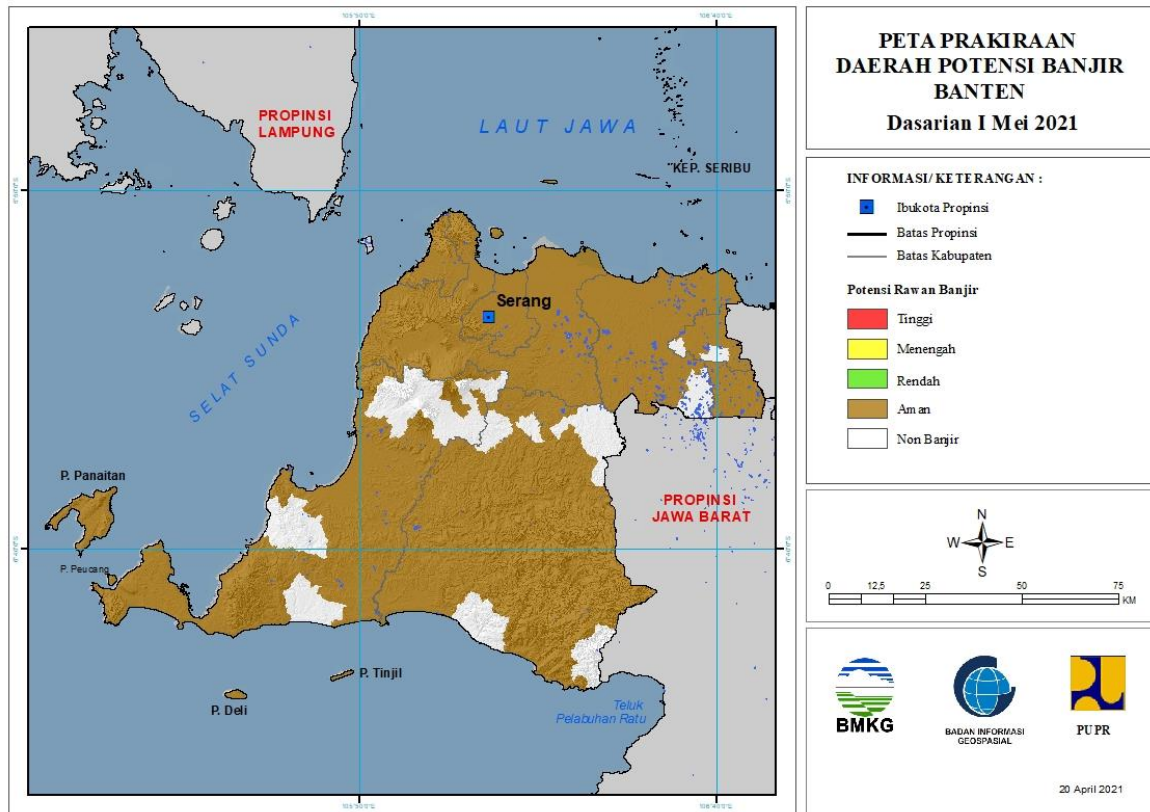 PETA PRAKIRAAN
DAERAH POTENSI BANJIR
BANTEN
Dasarian I Mei 2021
INFORMASI/ KETERANGAN :
Ibukota Propinsi
Batas Propinsi
Batas Kabupaten
Potensi Rawan Banjir
Tinggi
Menengah
Rendah
Aman
Non Banjir
N
W E
S
0 12,5 25 50 75
KM
BMKG
BADAN INFORMASI
GEOSPASIAL
PUPR
20 April 2021
PROPINSI
LAMPUNG
LAUT JAWA
KEP. SERIBU
Serang
SELAT SUNDA
P. Panaitan
P. Peucang
PROPINSI
JAWA BARAT
P. Tinjil
P. Deli
Teluk
Pelabuhan Ratu